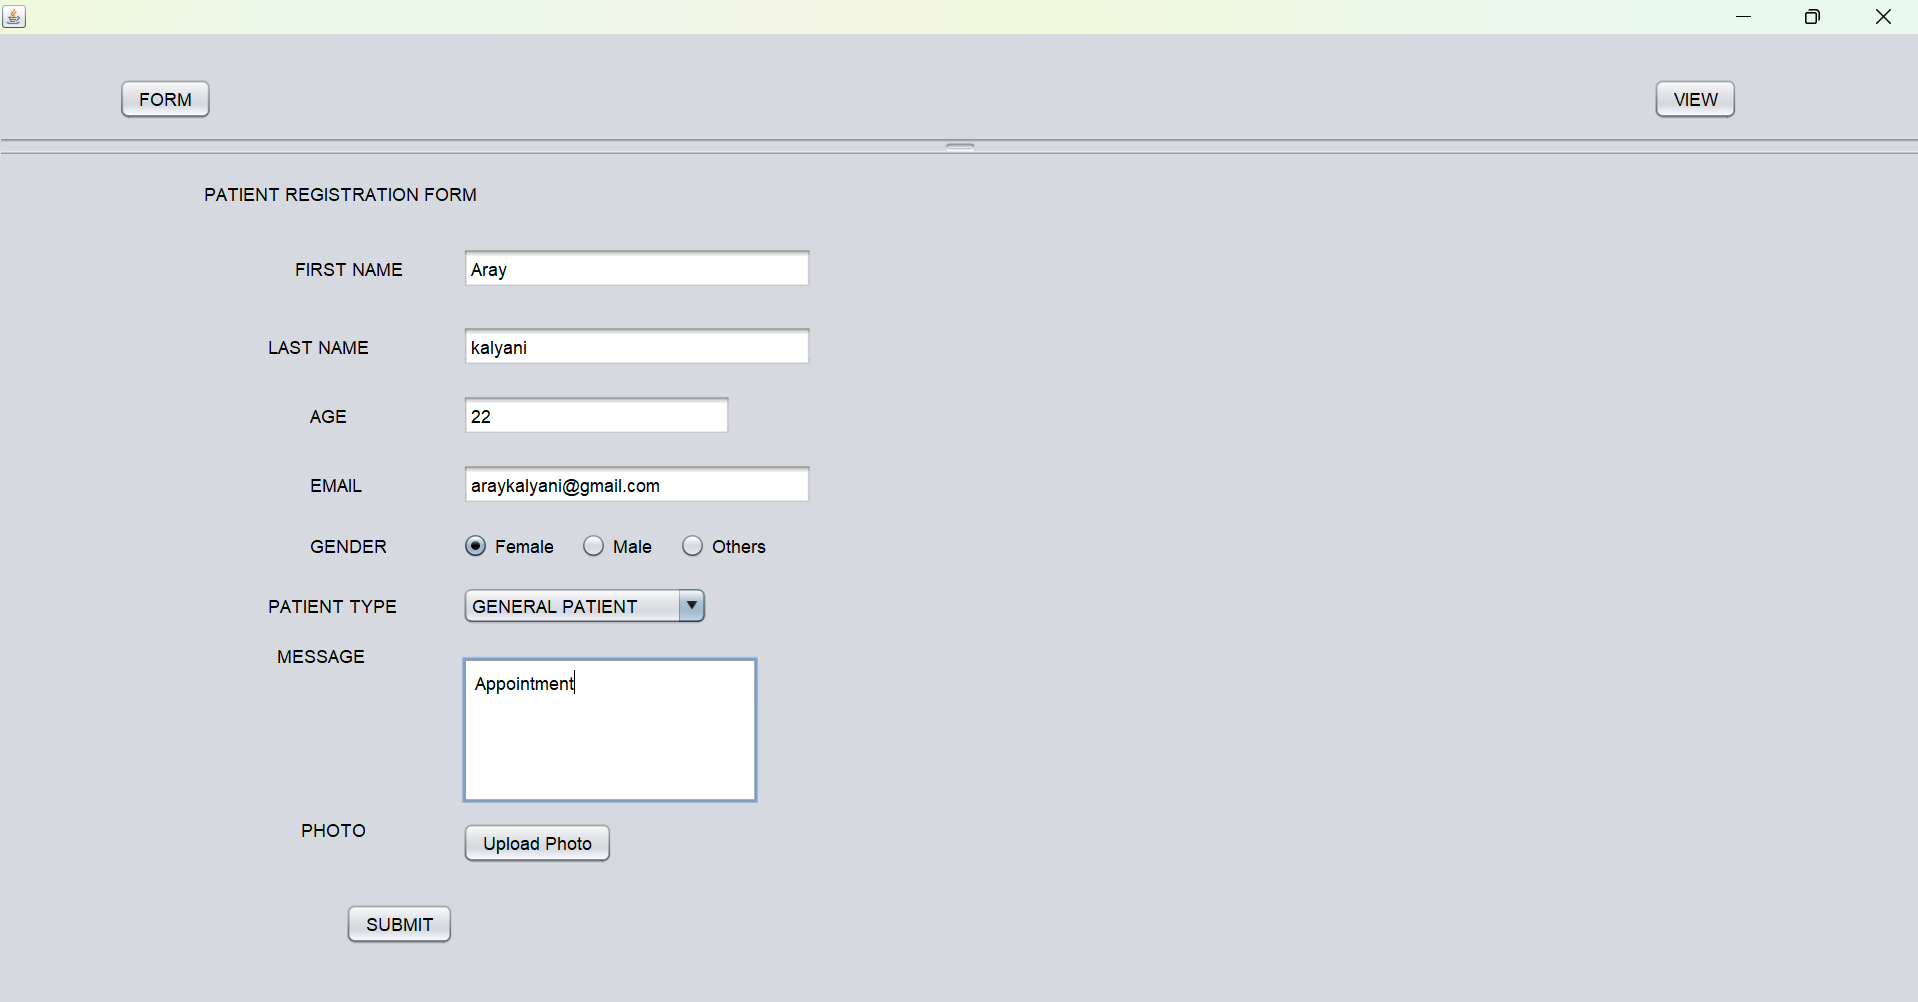 FORM VIEW
PATIENT REGISTRATION FORM
FIRST NAME Aray
LAST NAME kalyani
AGE 22
EMAIL araykalyani@gmail.com
GENDER Female Male Others
PATIENT TYPE GENERAL PATIENT
MESSAGE
Appointment
PHOTO
Upload Photo
SUBMIT